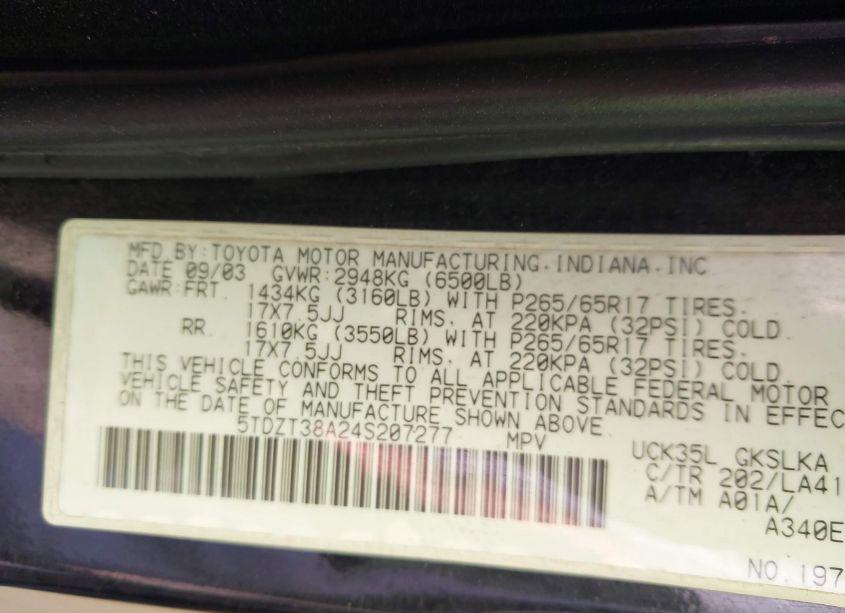 MFD BY:TOYOTA MOTOR MANUFACTURING.INDIANA.INC
DATE 09/03 GVWR:2948KG (6500LB)
GAWR:FRT. 1434KG (3160LB) WITH P265/65R17 TIRES.
17X7.5JJ RIMS. AT 220KPA (32PSI) COLD
RR. 1610KG (3550LB) WITH P265/65R17 TIRES.
17X7.5JJ RIMS. AT 220KPA (32PSI) COLD
THIS VEHICLE CONFORMS TO ALL APPLICABLE FEDERAL MOTOR
VEHICLE SAFETY AND THEFT PREVENTION STANDARDS IN EFFEC
ON THE DATE OF MANUFACTURE SHOWN ABOVE
5TDZT38A24S207277 MPV
UCK35L GKSLKA
C/TR 202/LA41
A/TM A01A/
A340E
NO.197